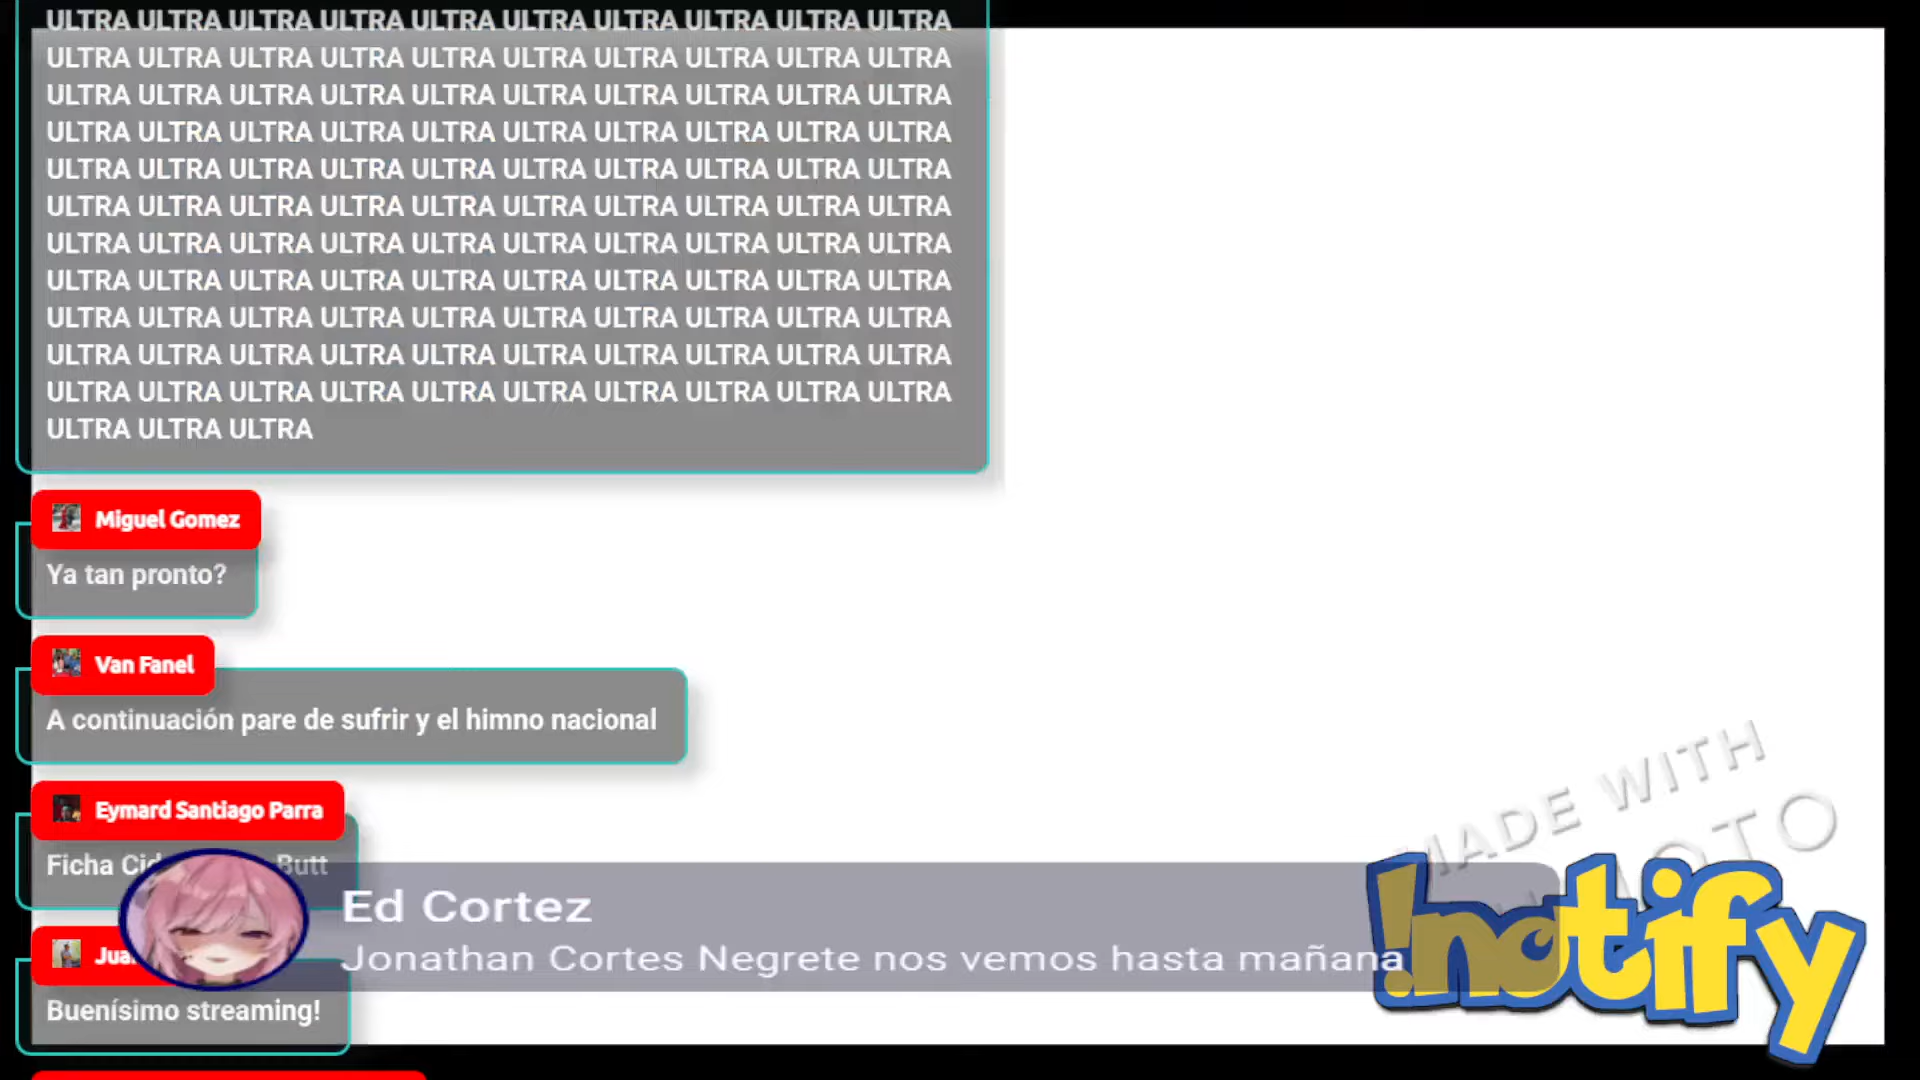 ULTRA ULTRA ULTRA ULTRA ULTRA ULTRA ULTRA ULTRA ULTRA ULTRA
ULTRA ULTRA ULTRA ULTRA ULTRA ULTRA ULTRA ULTRA ULTRA ULTRA
ULTRA ULTRA ULTRA ULTRA ULTRA ULTRA ULTRA ULTRA ULTRA ULTRA
ULTRA ULTRA ULTRA ULTRA ULTRA ULTRA ULTRA ULTRA ULTRA ULTRA
ULTRA ULTRA ULTRA ULTRA ULTRA ULTRA ULTRA ULTRA ULTRA ULTRA
ULTRA ULTRA ULTRA ULTRA ULTRA ULTRA ULTRA ULTRA ULTRA ULTRA
ULTRA ULTRA ULTRA ULTRA ULTRA ULTRA ULTRA ULTRA ULTRA ULTRA
ULTRA ULTRA ULTRA ULTRA ULTRA ULTRA ULTRA ULTRA ULTRA ULTRA
ULTRA ULTRA ULTRA ULTRA ULTRA ULTRA ULTRA ULTRA ULTRA ULTRA
ULTRA ULTRA ULTRA ULTRA ULTRA ULTRA ULTRA ULTRA ULTRA ULTRA
ULTRA ULTRA ULTRA ULTRA ULTRA ULTRA ULTRA ULTRA ULTRA ULTRA
ULTRA ULTRA ULTRA
Miguel Gomez
Ya tan pronto?
Van Fanel
A continuación pare de sufrir y el himno nacional
Eymard Santiago Parra
Ficha Butt
Ed Cortez
Jonathan Cortes Negrete nos vemos hasta mañana
Buenísimo streaming!
MADE WITH
!notify